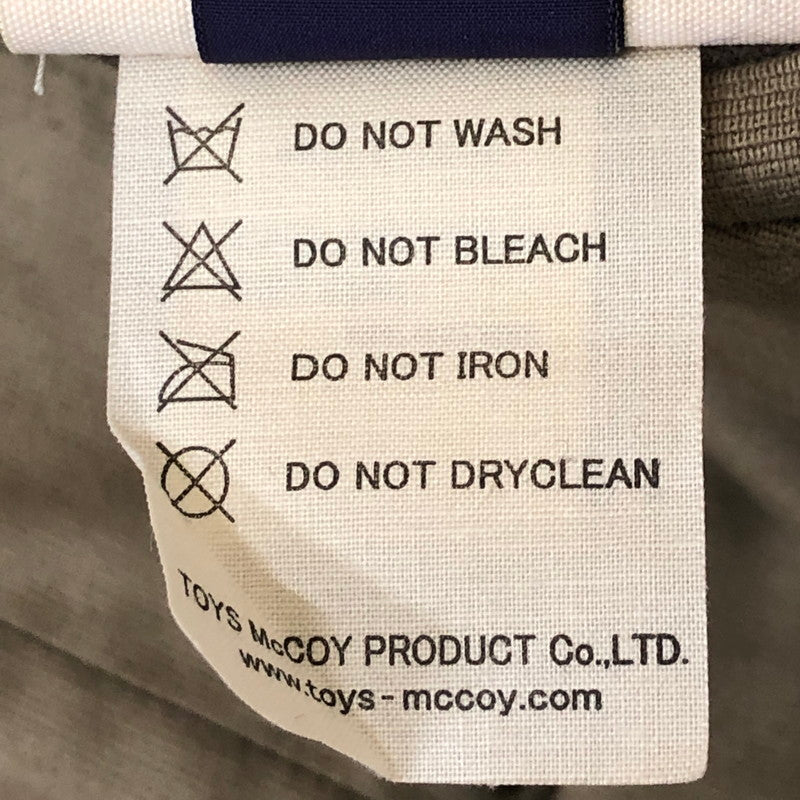 DO NOT WASH
DO NOT BLEACH
DO NOT IRON
DO NOT DRYCLEAN
TOYS McCOY PRODUCT Co.,LTD.
www.toys-mccoy.com